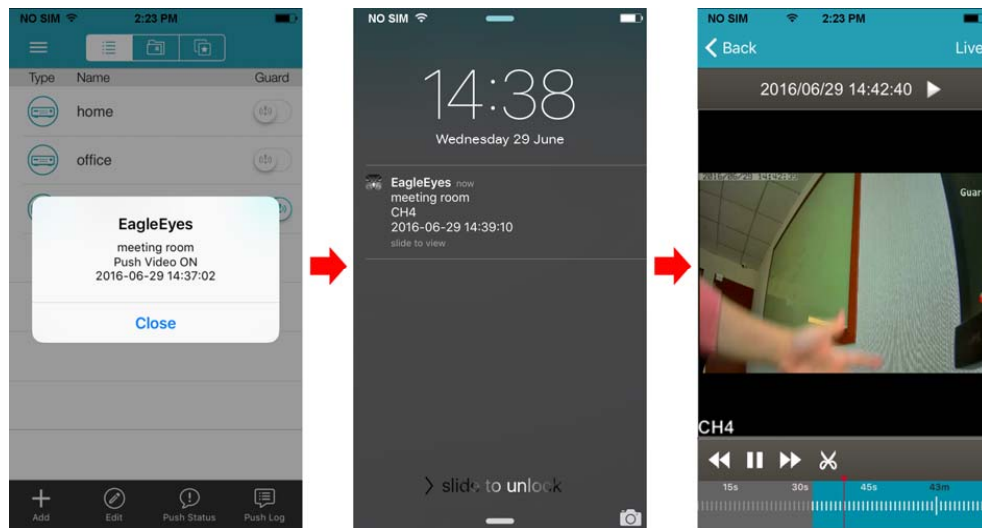 NO SIM 2:23 PM
Type Name Guard
home
office
EagleEyes
meeting room
Push Video ON
2016-06-29 14:37:02
Close
Add Edit Push Status Push Log
NO SIM
14:38
Wednesday 29 June
EagleEyes now
meeting room
CH4
2016-06-29 14:39:10
slide to view
slide to unlock
NO SIM 2:23 PM
Back Live
2016/06/29 14:42:40
Guar
CH4
15s 30s 45s 43m